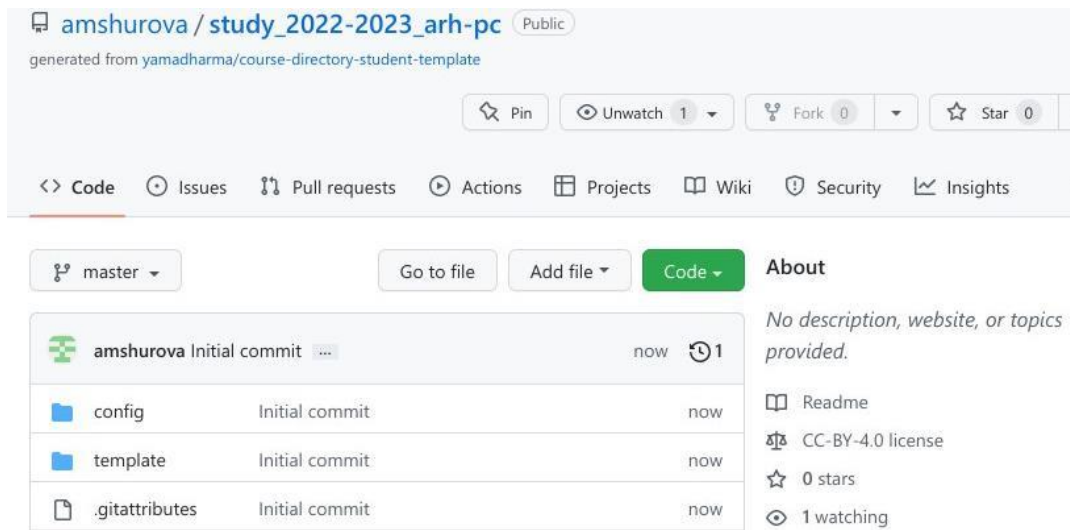 amshurova / study_2022-2023_arh-pc Public
generated from yamadharma/course-directory-student-template
Pin Unwatch 1 Fork 0 Star 0
Code Issues Pull requests Actions Projects Wiki Security Insights
master Go to file Add file Code
amshurova Initial commit ... now 1
config Initial commit now
template Initial commit now
.gitattributes Initial commit now
About
No description, website, or topics
provided.
Readme
CC-BY-4.0 license
0 stars
1 watching